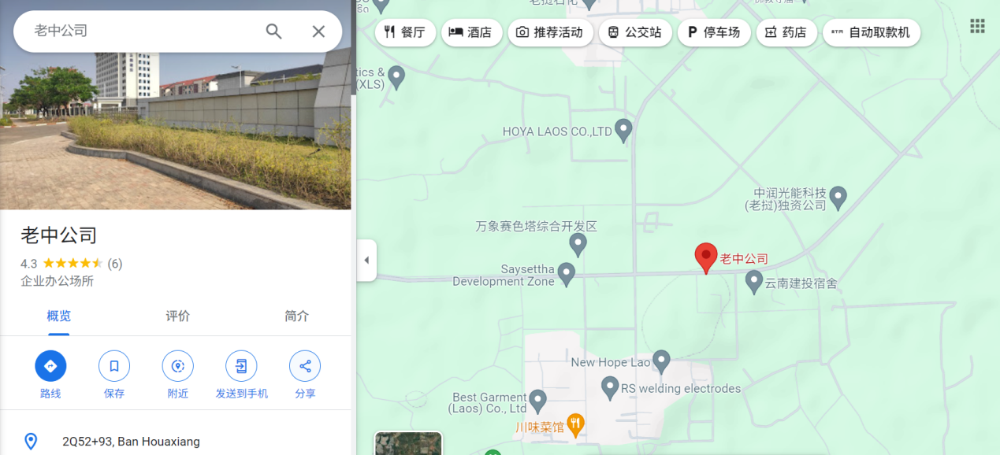 老中公司
老中公司
4.3 (6)
企业办公场所
概览 评价 简介
路线 保存 附近 发送到手机 分享
2Q52+93, Ban Houaxiang
餐厅 酒店 推荐活动 公交站 停车场 药店 自动取款机
tics &
(XLS)
HOYA LAOS CO.,LTD
中润光能科技
(老挝)独资公司
万象赛色塔综合开发区
老中公司
Saysettha
Development Zone
云南建投宿舍
New Hope Lao
RS welding electrodes
Best Garment
(Laos) Co., Ltd
川味菜馆